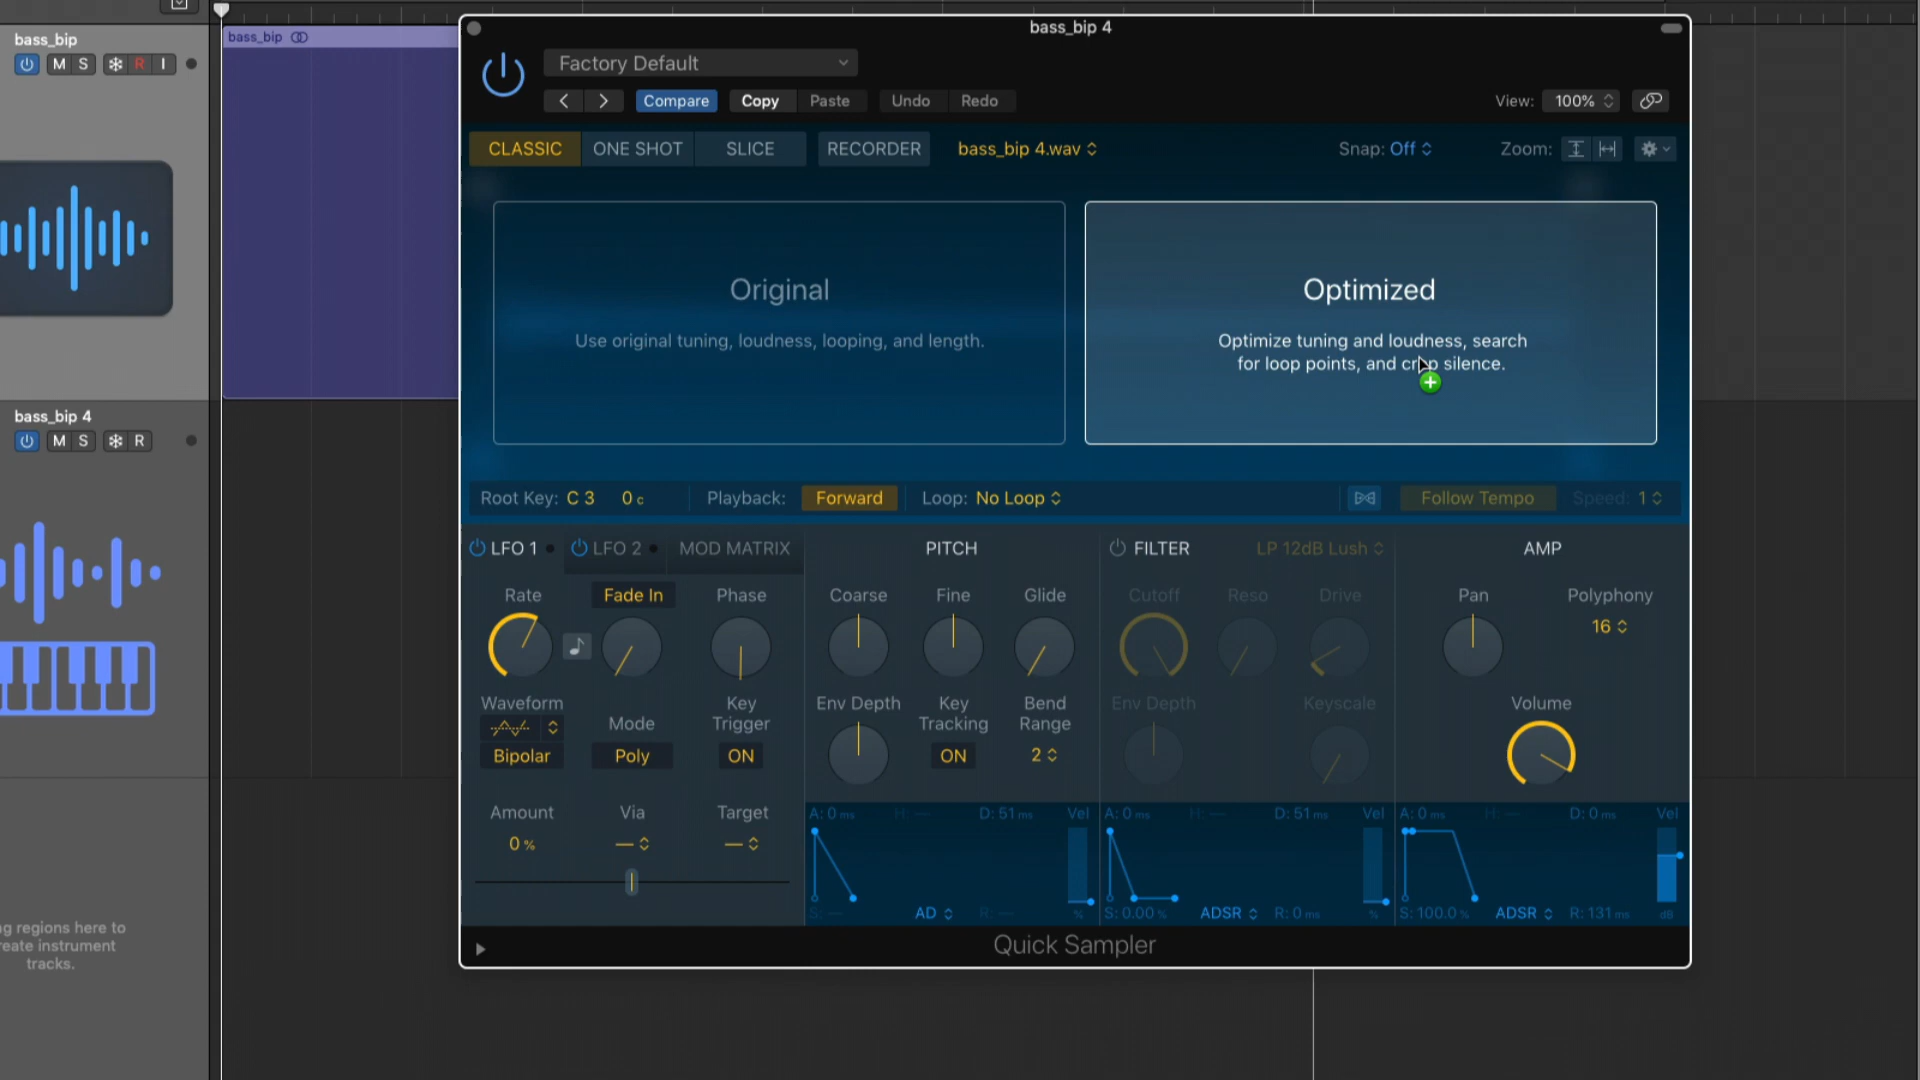 bass_bip 4
bass_bip
M S R I
bass_bip
Factory Default
Compare Copy Paste Undo Redo
View: 100%
CLASSIC ONE SHOT SLICE RECORDER bass_bip 4.wav Snap: Off Zoom:
Original
Use original tuning, loudness, looping, and length.
Optimized
Optimize tuning and loudness, search
for loop points, and crop silence.
bass_bip 4
M S R
Root Key: C 3 0 c Playback: Forward Loop: No Loop Follow Tempo Speed: 1
LFO 1 LFO 2 MOD MATRIX PITCH FILTER LP 12dB Lush AMP
Rate Fade In Phase Coarse Fine Glide Cutoff Reso Drive Pan Polyphony
16
Waveform Mode Key Trigger Env Depth Key Tracking Bend Range Env Depth Keyscale Volume
Bipolar Poly ON ON 2
Amount Via Target
0 % — —
A: 0 ms H: — D: 51 ms Vel A: 0 ms H: — D: 51 ms Vel A: 0 ms H: — D: 0 ms Vel
S: — AD R: — % S: 0.00 % ADSR R: 0 ms % S: 100.0 % ADSR R: 131 ms dB
Quick Sampler
g regions here to
eate instrument
tracks.